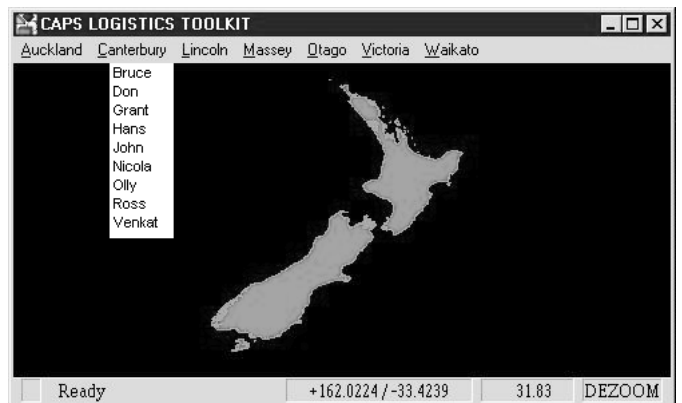 CAPS LOGISTICS TOOLKIT
Auckland Canterbury Lincoln Massey Otago Victoria Waikato
Bruce
Don
Grant
Hans
John
Nicola
Olly
Ross
Venkat
Ready +162.0224 / -33.4239 31.83 DEZOOM